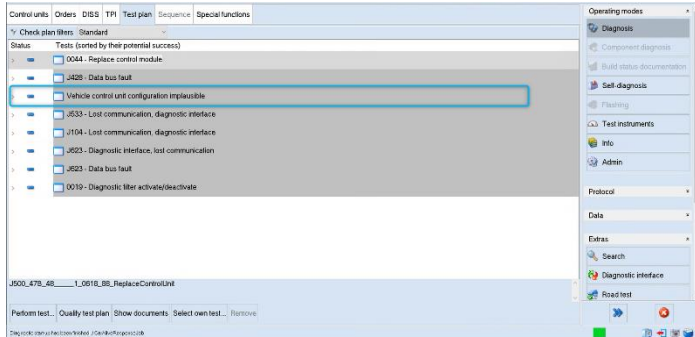 Control units Orders DISS TPI Test plan Sequence Special functions
Check plan filters Standard
Status Tests (sorted by their potential success)
0044 - Replace control module
J428 - Data bus fault
Vehicle control unit configuration implausible
J533 - Lost communication, diagnostic interface
J104 - Lost communication, diagnostic interface
J623 - Diagnostic interface, lost communication
J623 - Data bus fault
0019 - Diagnostic filter activate/deactivate
J500_478_48_____1_0618_88_ReplaceControlUnit
Perform test... Qualify test plan Show documents Select own test... Remove
Operating modes
Diagnosis
Component diagnosis
Build status documentation
Self-diagnosis
Flashing
Test instruments
Info
Admin
Protocol
Data
Extras
Search
Diagnostic interface
Road test